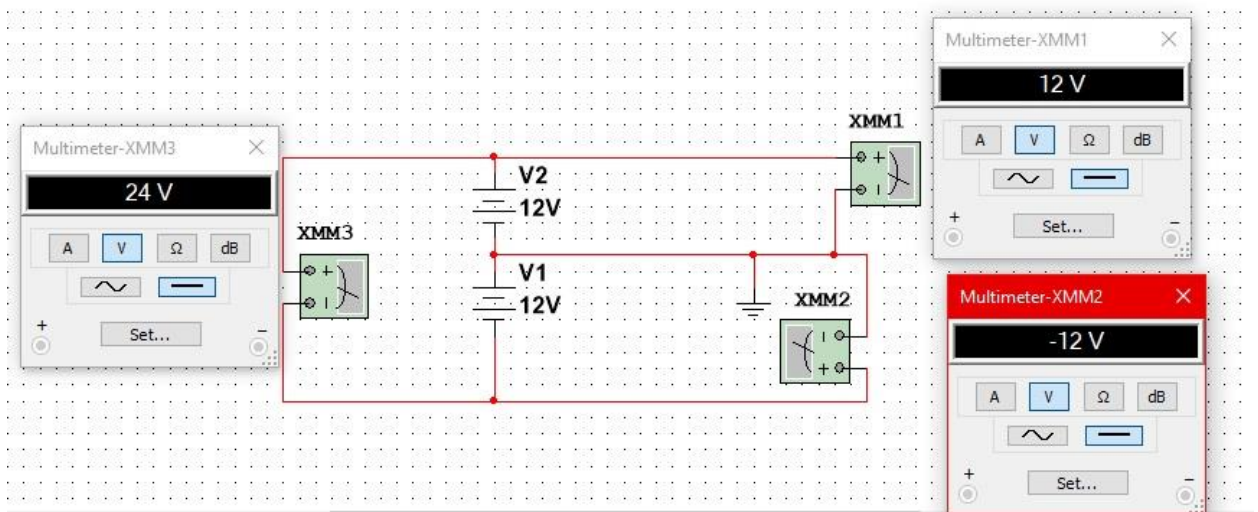 Multimeter-XMM1
12 V
A V Ω dB
+ Set... −
Multimeter-XMM3
24 V
A V Ω dB
+ Set... −
XMM1
+
V2
12V
XMM3
+
V1
12V
XMM2
+
Multimeter-XMM2
-12 V
A V Ω dB
+ Set... −